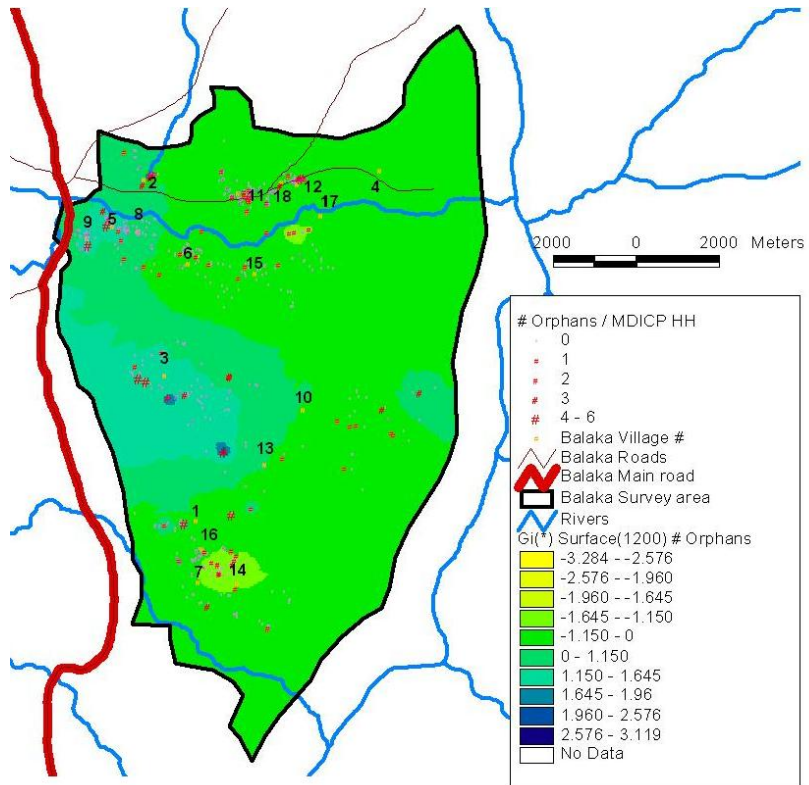 2
4
11
18
12
17
9
5
8
6
15
3
10
13
1
16
7
14
2000 0 2000 Meters
# Orphans / MDICP HH
0
1
2
3
4 - 6
Balaka Village #
Balaka Roads
Balaka Main road
Balaka Survey area
Rivers
Gi(*) Surface(1200) # Orphans
-3.284 - -2.576
-2.576 - -1.960
-1.960 - -1.645
-1.645 - -1.150
-1.150 - 0
0 - 1.150
1.150 - 1.645
1.645 - 1.96
1.960 - 2.576
2.576 - 3.119
No Data